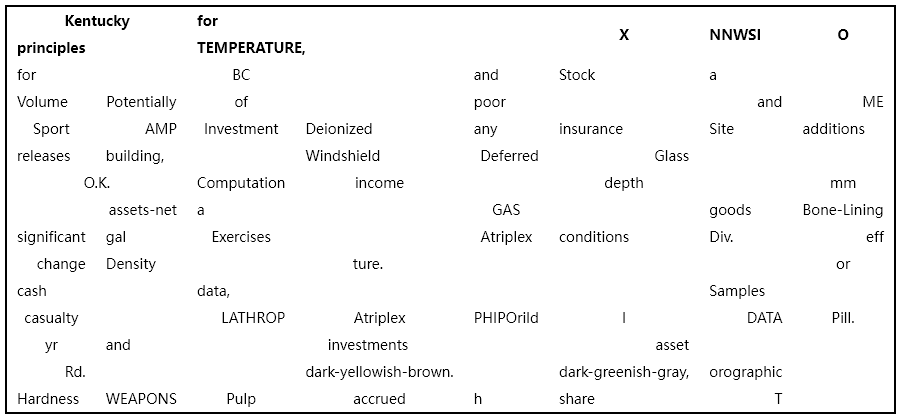 Kentucky for
X NNWSI O
principles TEMPERATURE,
for BC and Stock a
Volume Potentially of poor and ME
Sport AMP Investment Deionized any insurance Site additions
releases building, Windshield Deferred Glass
O.K. Computation income depth mm
assets-net a GAS goods Bone-Lining
significant gal Exercises Atriplex conditions Div. eff
change Density ture. or
cash data, Samples
casualty LATHROP Atriplex PHIPOrild I DATA Pill.
yr and investments asset
Rd. dark-yellowish-brown. dark-greenish-gray, orographic
Hardness WEAPONS Pulp accrued h share T